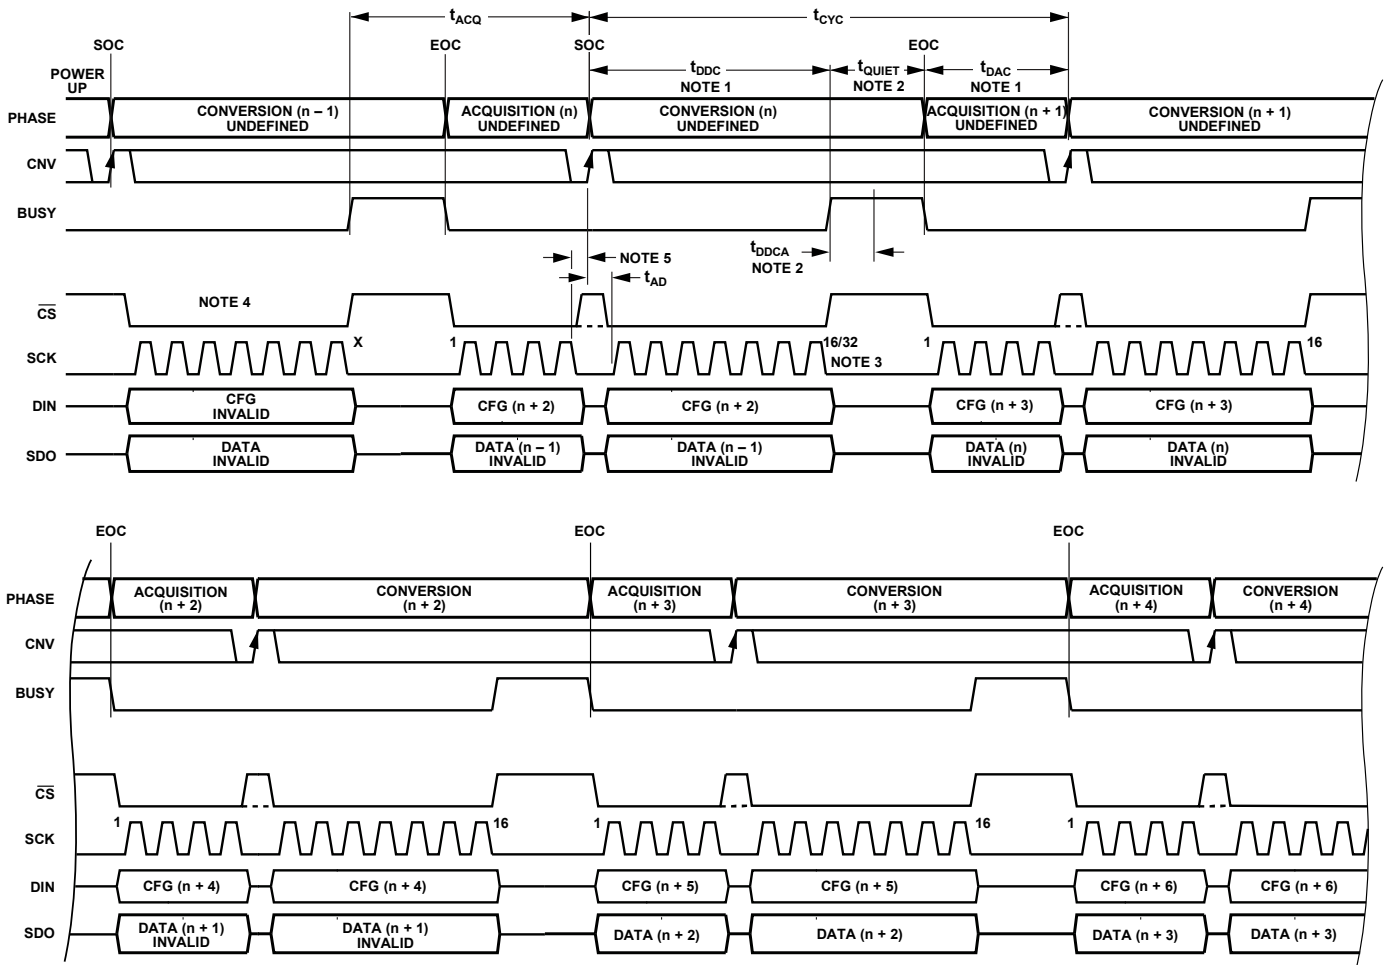 tACQ
tCYC
SOC
EOC
SOC
EOC
POWER
UP
tDDC
NOTE 1
tQUIET
NOTE 2
tDAC
NOTE 1
PHASE
CONVERSION (n – 1)
UNDEFINED
ACQUISITION (n)
UNDEFINED
CONVERSION (n)
UNDEFINED
ACQUISITION (n + 1)
UNDEFINED
CONVERSION (n + 1)
UNDEFINED
CNV
BUSY
NOTE 5
tAD
tDDCA
NOTE 2
CS
NOTE 4
SCK
X
1
16/32
NOTE 3
1
16
DIN
CFG
INVALID
CFG (n + 2)
CFG (n + 2)
CFG (n + 3)
CFG (n + 3)
SDO
DATA
INVALID
DATA (n – 1)
INVALID
DATA (n – 1)
INVALID
DATA (n)
INVALID
DATA (n)
INVALID
EOC
EOC
EOC
PHASE
ACQUISITION
(n + 2)
CONVERSION
(n + 2)
ACQUISITION
(n + 3)
CONVERSION
(n + 3)
ACQUISITION
(n + 4)
CONVERSION
(n + 4)
CNV
BUSY
CS
SCK
1
16
1
16
1
DIN
CFG (n + 4)
CFG (n + 4)
CFG (n + 5)
CFG (n + 5)
CFG (n + 6)
CFG (n + 6)
SDO
DATA (n + 1)
INVALID
DATA (n + 1)
INVALID
DATA (n + 2)
DATA (n + 2)
DATA (n + 3)
DATA (n + 3)